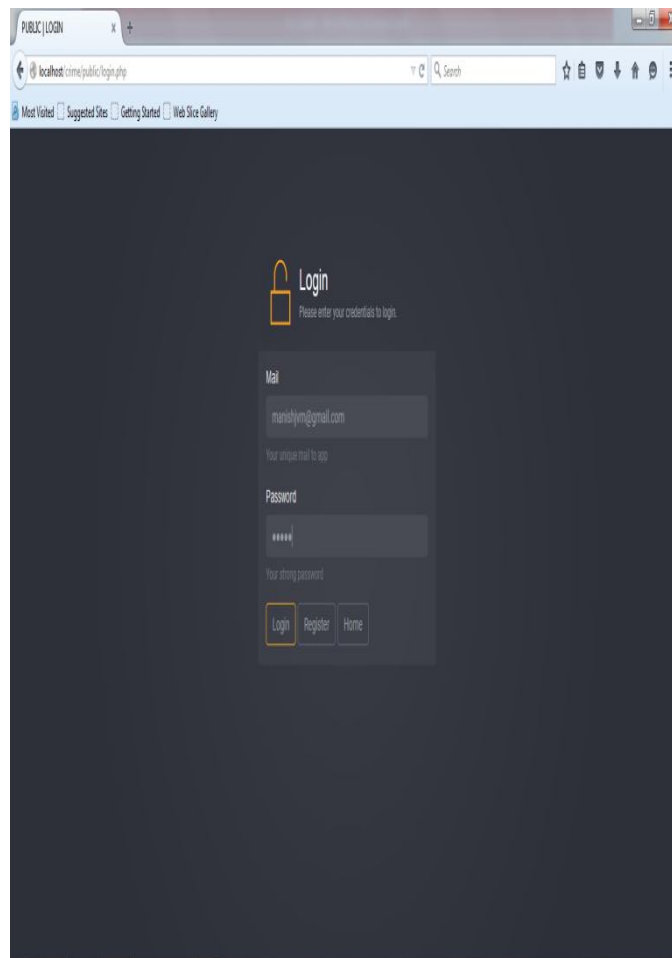 PUBLIC | LOGIN x +
localhost/crime/public/login.php Search
Most Visited Suggested Sites Getting Started Web Slice Gallery
Login
Please enter your credentials to login.
Mail
manishjvm@gmail.com
Your unique mail to app
Password
•••••
Your strong password
Login Register Home